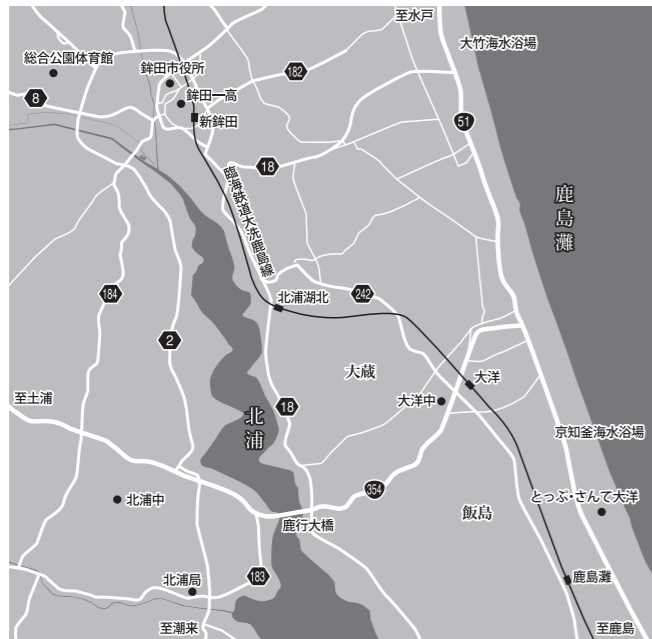 至水戸
大竹海水浴場
総合公園体育館
鉾田市役所
182
8
鉾田一高
51
新鉾田
18
臨海鉄道大洗鹿島線
鹿島灘
184
242
北浦湖北
2
大蔵
大洋
至土浦
18
大洋中
北浦
京知釜海水浴場
354
とっぷ・さんて大洋
北浦中
飯島
鹿行大橋
北浦局
183
鹿島灘
至潮来
至鹿島